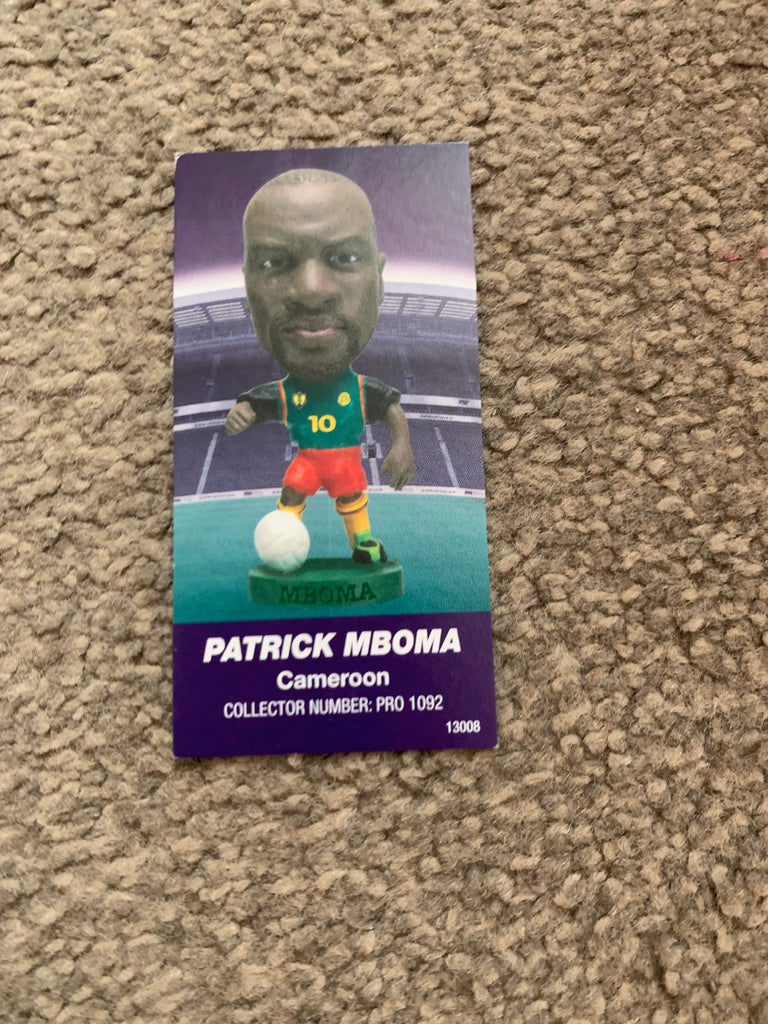 10
MBOMA
PATRICK MBOMA
Cameroon
COLLECTOR NUMBER: PRO 1092
13008